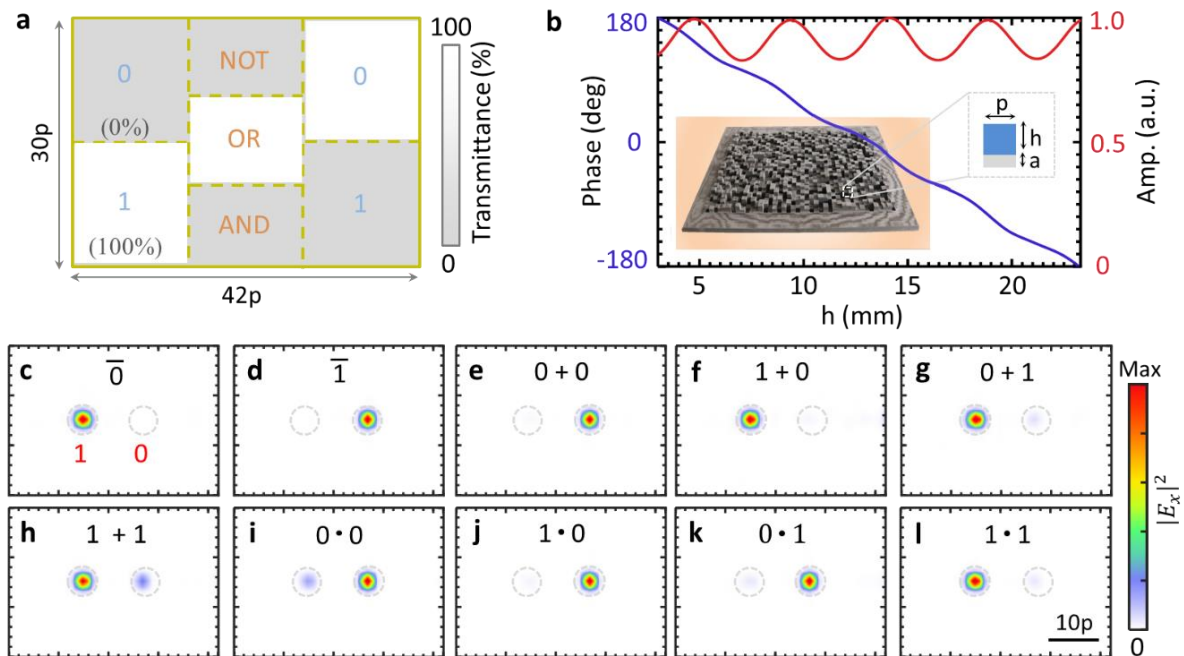 a
30p
42p
0
(0%)
NOT
0
OR
1
(100%)
AND
1
100
Transmittance (%)
0
b
180
0
-180
Phase (deg)
5
10
15
20
h (mm)
1.0
0.5
0
Amp. (a.u.)
p
h
a
c
0̅
1 0
d
1̅
e
0 + 0
f
1 + 0
g
0 + 1
h
1 + 1
i
0 • 0
j
1 • 0
k
0 • 1
l
1 • 1
10p
Max
|E_x|²
0